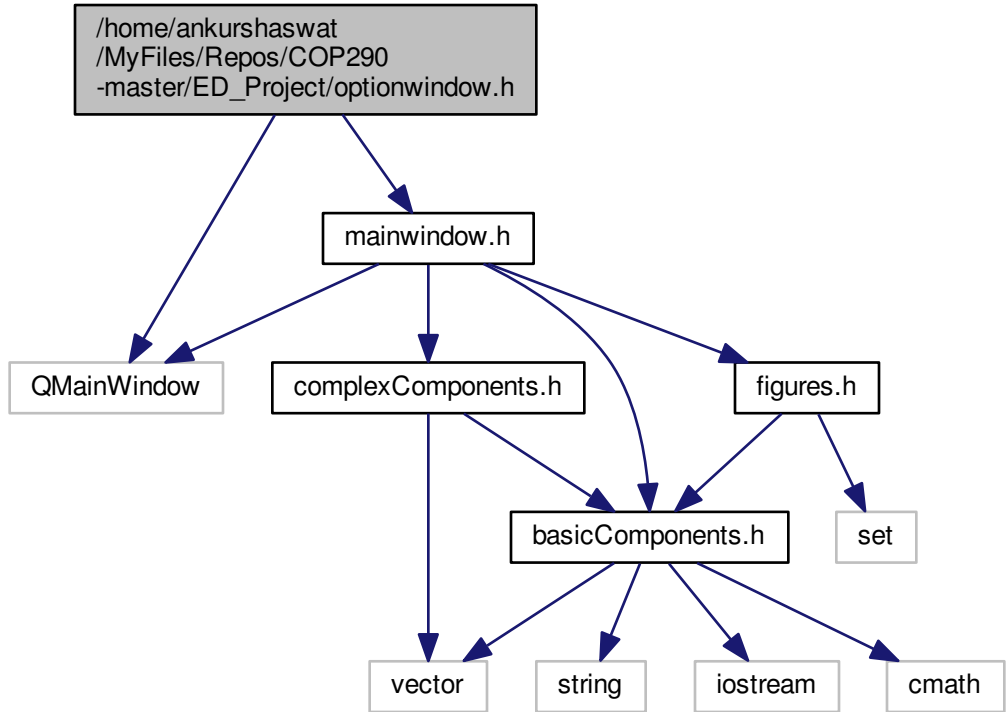 /home/ankurshaswat
/MyFiles/Repos/COP290
-master/ED_Project/optionwindow.h
mainwindow.h
QMainWindow
complexComponents.h
figures.h
basicComponents.h
set
vector
string
iostream
cmath